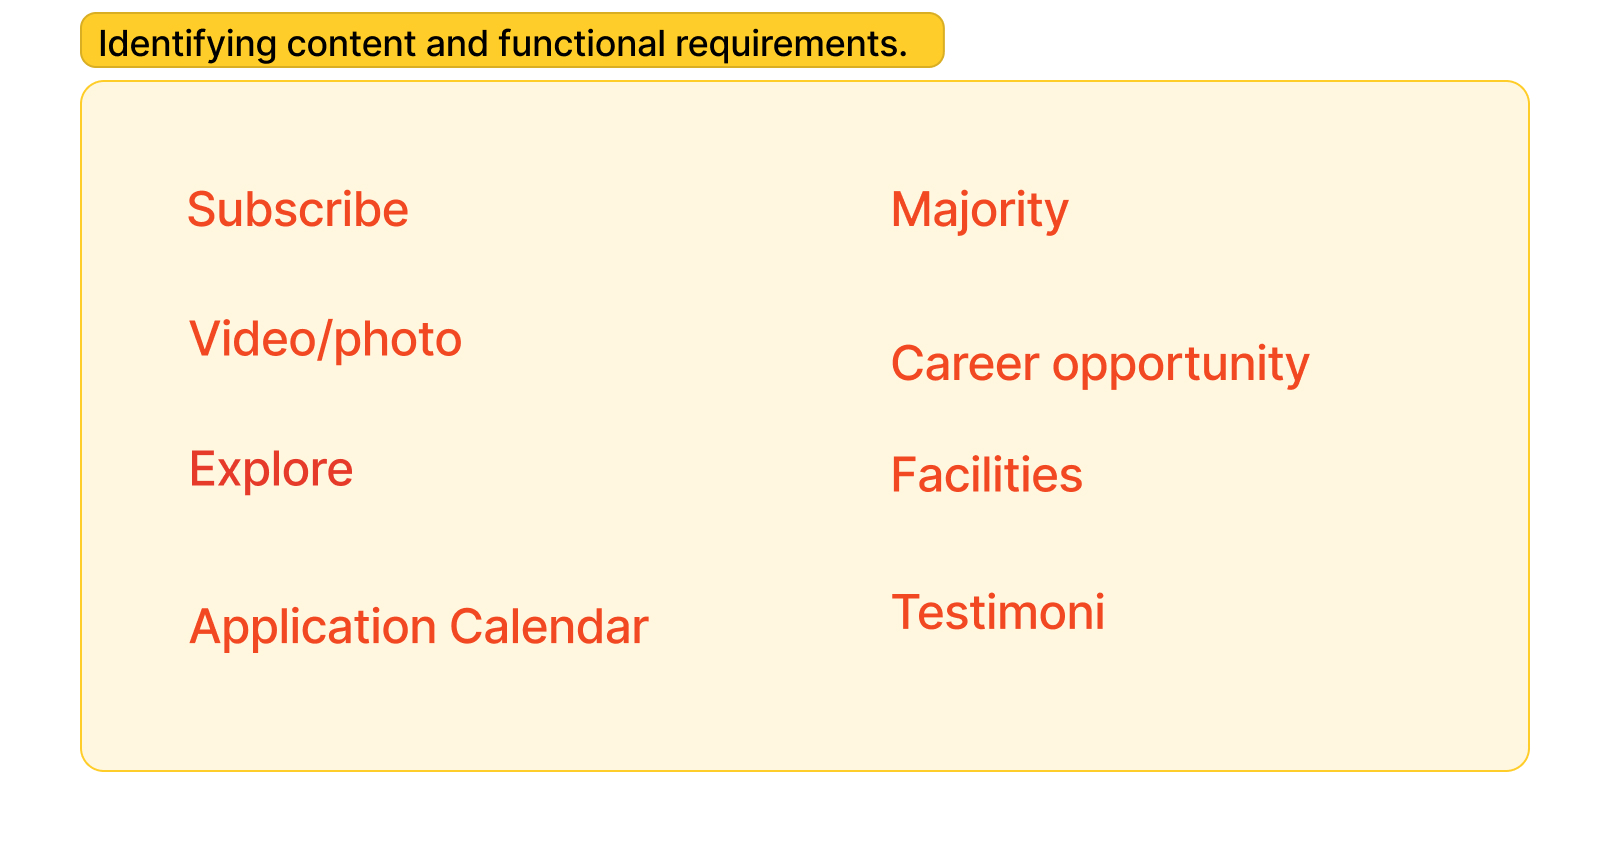 Identifying content and functional requirements.
Subscribe
Video/photo
Explore
Application Calendar
Majority
Career opportunity
Facilities
Testimoni